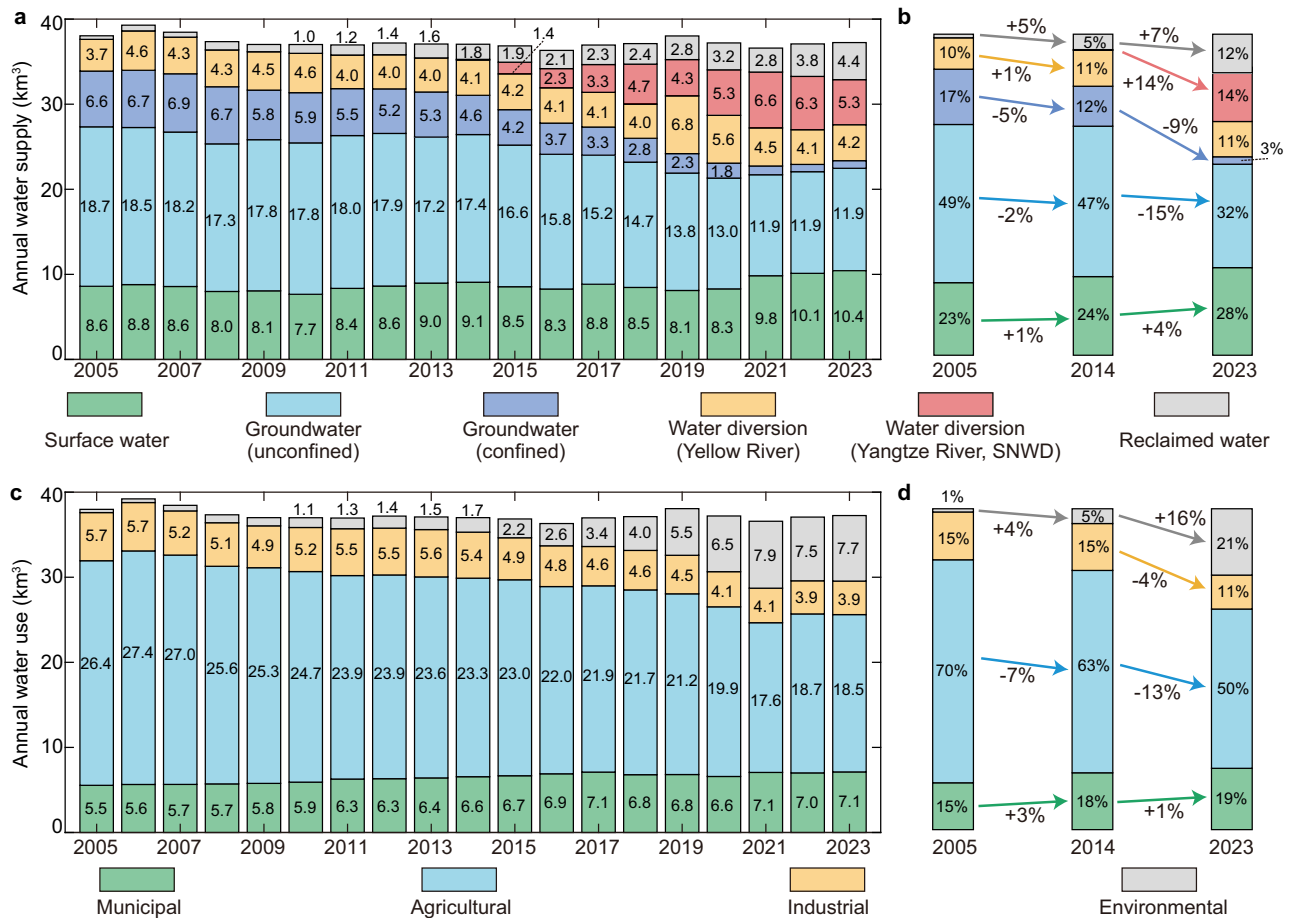 a
b
Annual water supply (km³)
40
30
20
10
0
3.7 4.6 4.3 4.3 4.5 1.0 4.6 1.2 4.0 1.4 4.0 1.6 4.0 1.8 4.1 1.9 1.4 4.2 2.1 2.3 4.1 2.3 3.3 4.1 2.4 4.7 4.0 2.8 4.3 6.8 3.2 5.3 5.6 2.8 6.6 4.5 3.8 6.3 4.1 4.4 5.3 4.2
6.6 6.7 6.9 6.7 5.8 5.9 5.5 5.2 5.3 4.6 4.2 3.7 3.3 2.8 2.3 1.8
18.7 18.5 18.2 17.3 17.8 17.8 18.0 17.9 17.2 17.4 16.6 15.8 15.2 14.7 13.8 13.0 11.9 11.9 11.9
8.6 8.8 8.6 8.0 8.1 7.7 8.4 8.6 9.0 9.1 8.5 8.3 8.8 8.5 8.1 8.3 9.8 10.1 10.4
2005 2007 2009 2011 2013 2015 2017 2019 2021 2023
+5% 5% +7% 12%
10% +1% 11% +14% 14%
17% -5% 12% -9% 11%
3%
49% -2% 47% -15% 32%
23% +1% 24% +4% 28%
2005 2014 2023
Surface water
Groundwater
(unconfined)
Groundwater
(confined)
Water diversion
(Yellow River)
Water diversion
(Yangtze River, SNWD)
Reclaimed water
c
d
Annual water use (km³)
40
30
20
10
0
1.1 1.3 1.4 1.5 1.7 2.2 2.6 3.4 4.0 5.5 6.5 7.9 7.5 7.7
5.7 5.7 5.2 5.1 4.9 5.2 5.5 5.5 5.6 5.4 4.9 4.8 4.6 4.6 4.5 4.1 4.1 3.9 3.9
26.4 27.4 27.0 25.6 25.3 24.7 23.9 23.9 23.6 23.3 23.0 22.0 21.9 21.7 21.2 19.9 17.6 18.7 18.5
5.5 5.6 5.7 5.7 5.8 5.9 6.3 6.3 6.4 6.6 6.7 6.9 7.1 6.8 6.8 6.6 7.1 7.0 7.1
2005 2007 2009 2011 2013 2015 2017 2019 2021 2023
1% +4% 5% +16% 21%
15% 15% -4% 11%
70% -7% 63% -13% 50%
15% +3% 18% +1% 19%
2005 2014 2023
Municipal
Agricultural
Industrial
Environmental